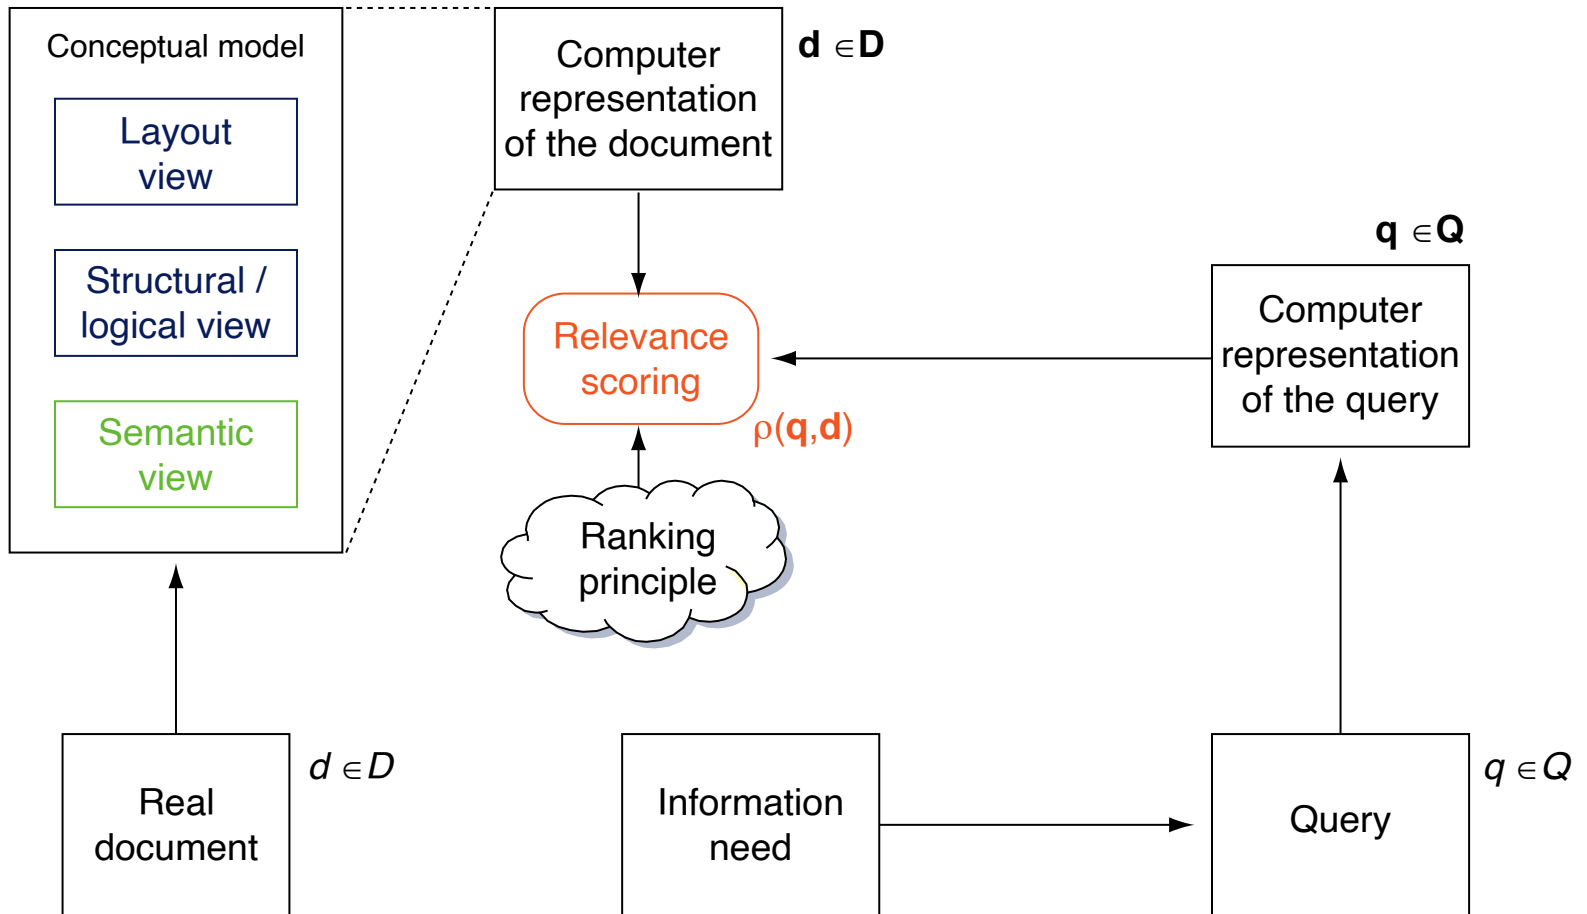 Conceptual model
Layout
view
Structural /
logical view
Semantic
view
Computer
representation
of the document
d ∈ D
Relevance
scoring
ρ(q,d)
Ranking
principle
q ∈ Q
Computer
representation
of the query
Real
document
d ∈ D
Information
need
Query
q ∈ Q